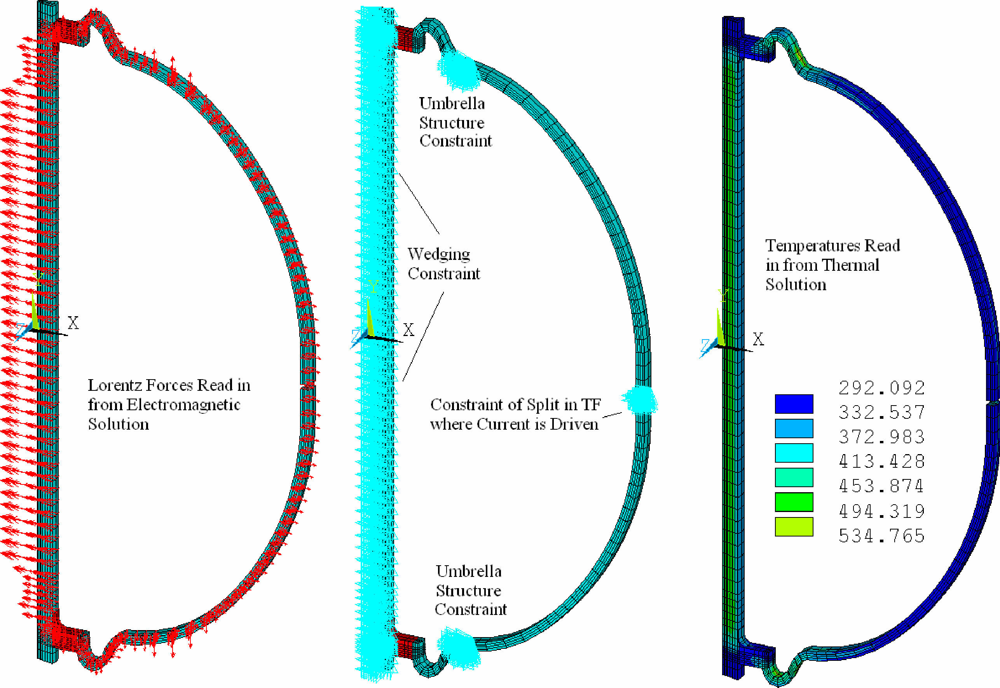 Lorentz Forces Read in
from Electromagnetic
Solution
Y
X
Z
Umbrella
Structure
Constraint
Wedging
Constraint
Y
X
Z
Constraint of Split in TF
where Current is Driven
Umbrella
Structure
Constraint
Temperatures Read
in from Thermal
Solution
Y
X
Z
292.092
332.537
372.983
413.428
453.874
494.319
534.765